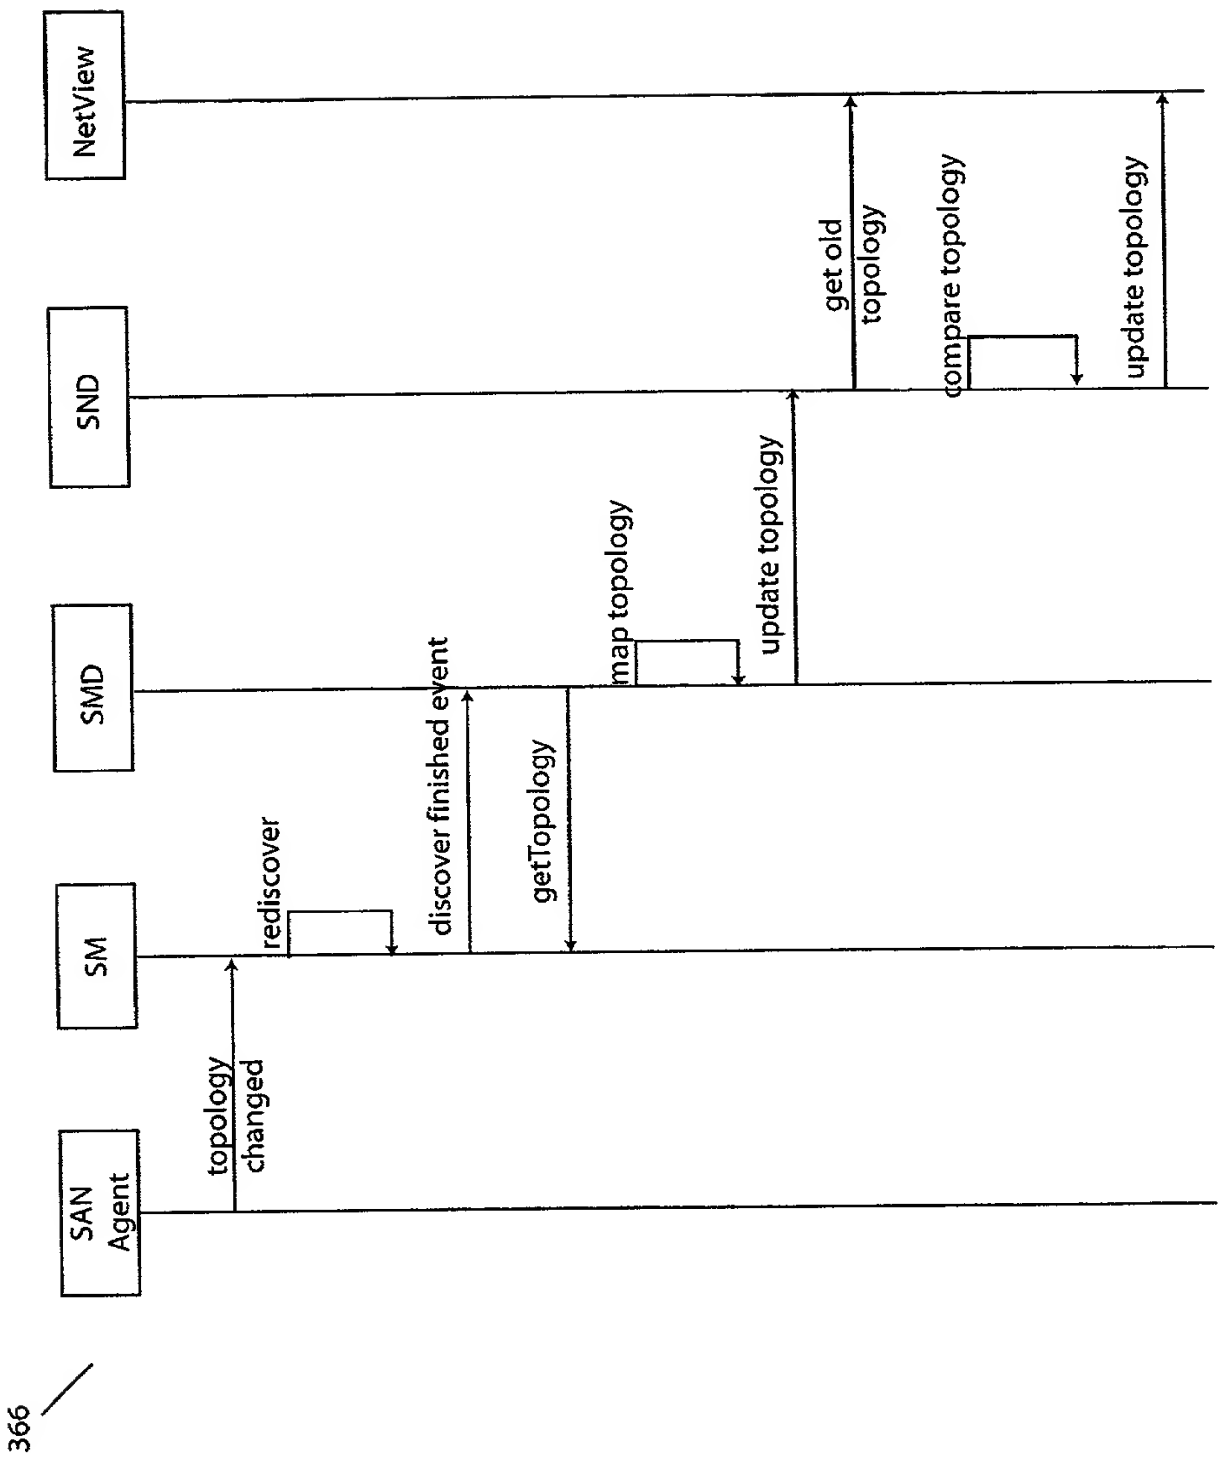 366
SAN
Agent
SM
SMD
SND
NetView
topology
changed
rediscover
discover finished event
getTopology
map topology
update topology
get old
topology
compare topology
update topology